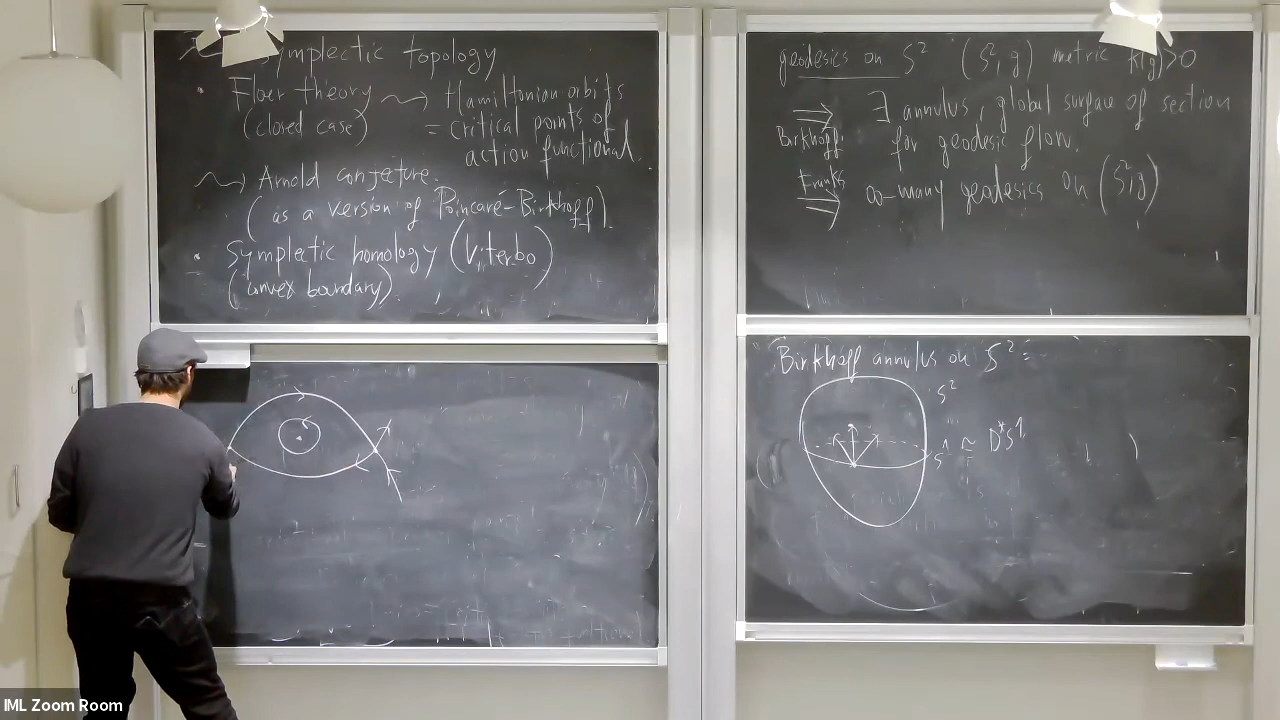 Symplectic topology
• Floer theory ~> Hamiltonian orbits
(closed case) = critical points of
action functional.
~> Arnold conjecture.
(as a version of Poincaré-Birkhoff).
• Symplectic homology (Viterbo)
(convex boundary).
geodesics on S² (S², g) metric K(g)>0
⇒ ∃ annulus, global surface of section
Birkhoff for geodesic flow.
Franks
⇒ ∞-many geodesics on (S², g)
Birkhoff annulus on S² =
S²
S¹ ≅ D*S¹
IML Zoom Room